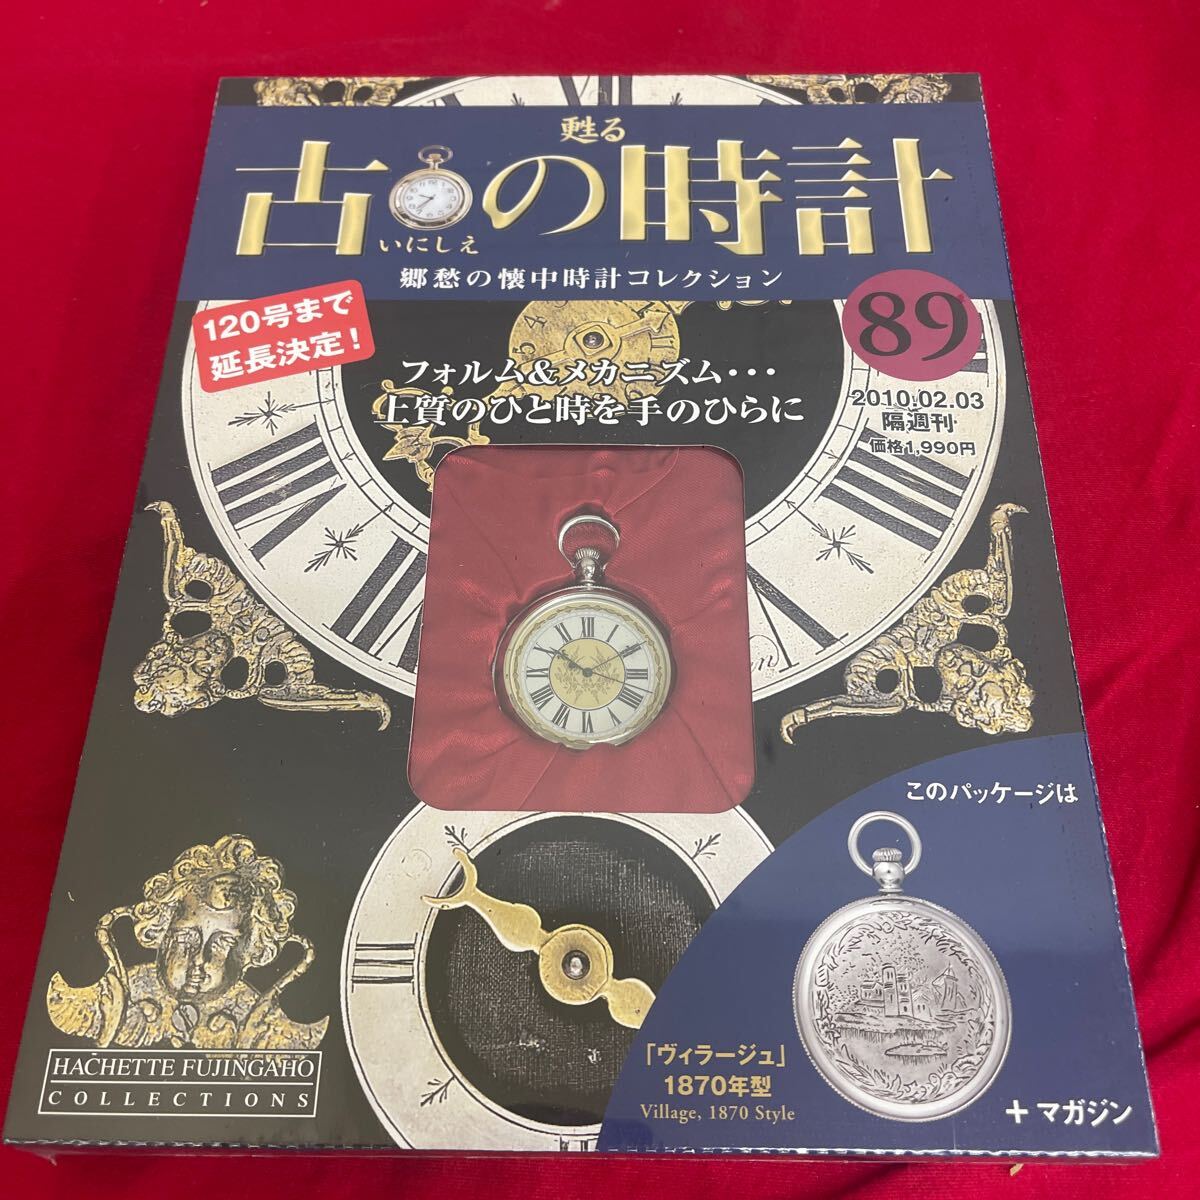 甦る
古の時計
いにしえ
郷愁の懐中時計コレクション
120号まで
延長決定！
89
2010.02.03
隔週刊
価格1,990円
フォルム&メカニズム・・・
上質のひと時を手のひらに
このパッケージは
「ヴィラージュ」
1870年型
Village, 1870 Style
+ マガジン
HACHETTE FUJINGAHO
COLLECTIONS